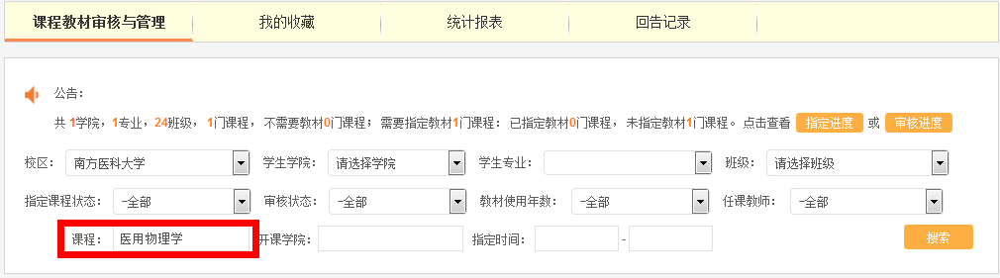 课程教材审核与管理 我的收藏 统计报表 回告记录
公告：
共 1学院，1专业，24班级， 1门课程， 不需要教材0门课程；需要指定教材1门课程：已指定教材0门课程，未指定教材1门课程。点击查看 指定进度 或 审核进度
校区： 南方医科大学 学生学院： 请选择学院 学生专业： 班级： 请选择班级
指定课程状态： -全部 审核状态： -全部 教材使用年数： -全部 任课教师： -全部
课程： 医用物理学 开课学院： 指定时间： - 搜索